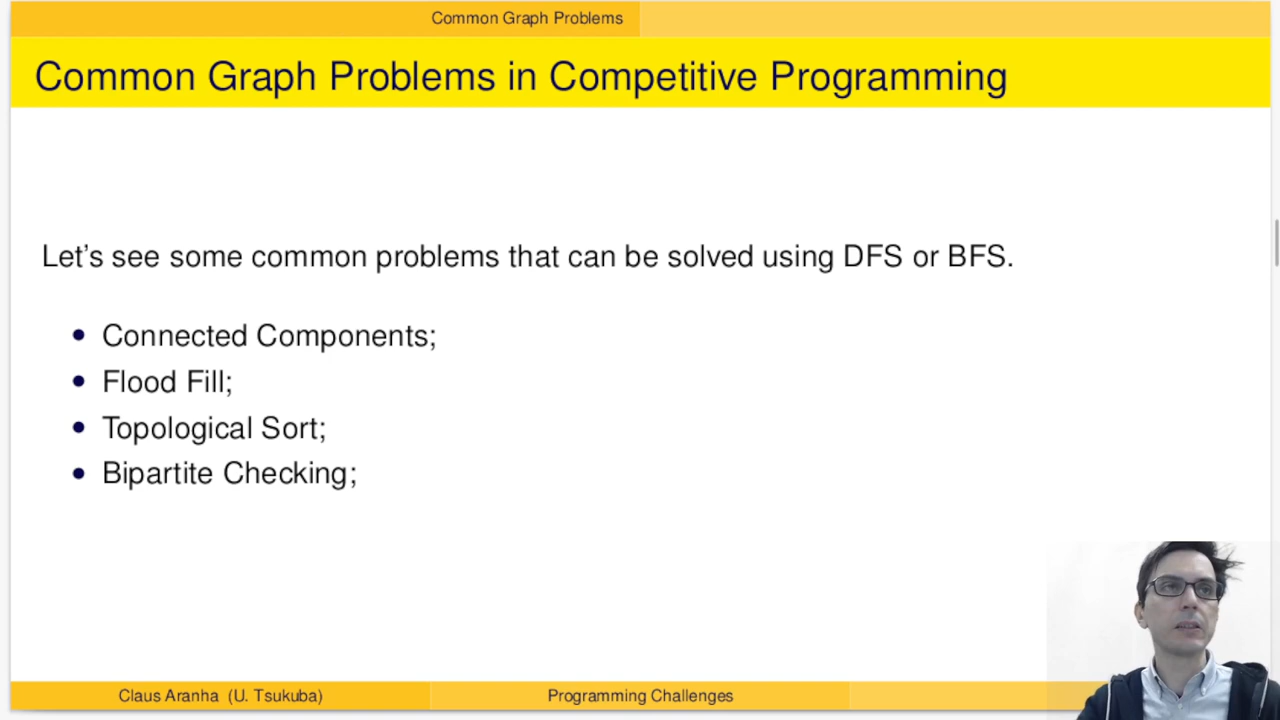 Common Graph Problems
Common Graph Problems in Competitive Programming
Let's see some common problems that can be solved using DFS or BFS.
• Connected Components;
• Flood Fill;
• Topological Sort;
• Bipartite Checking;
Claus Aranha (U. Tsukuba)
Programming Challenges